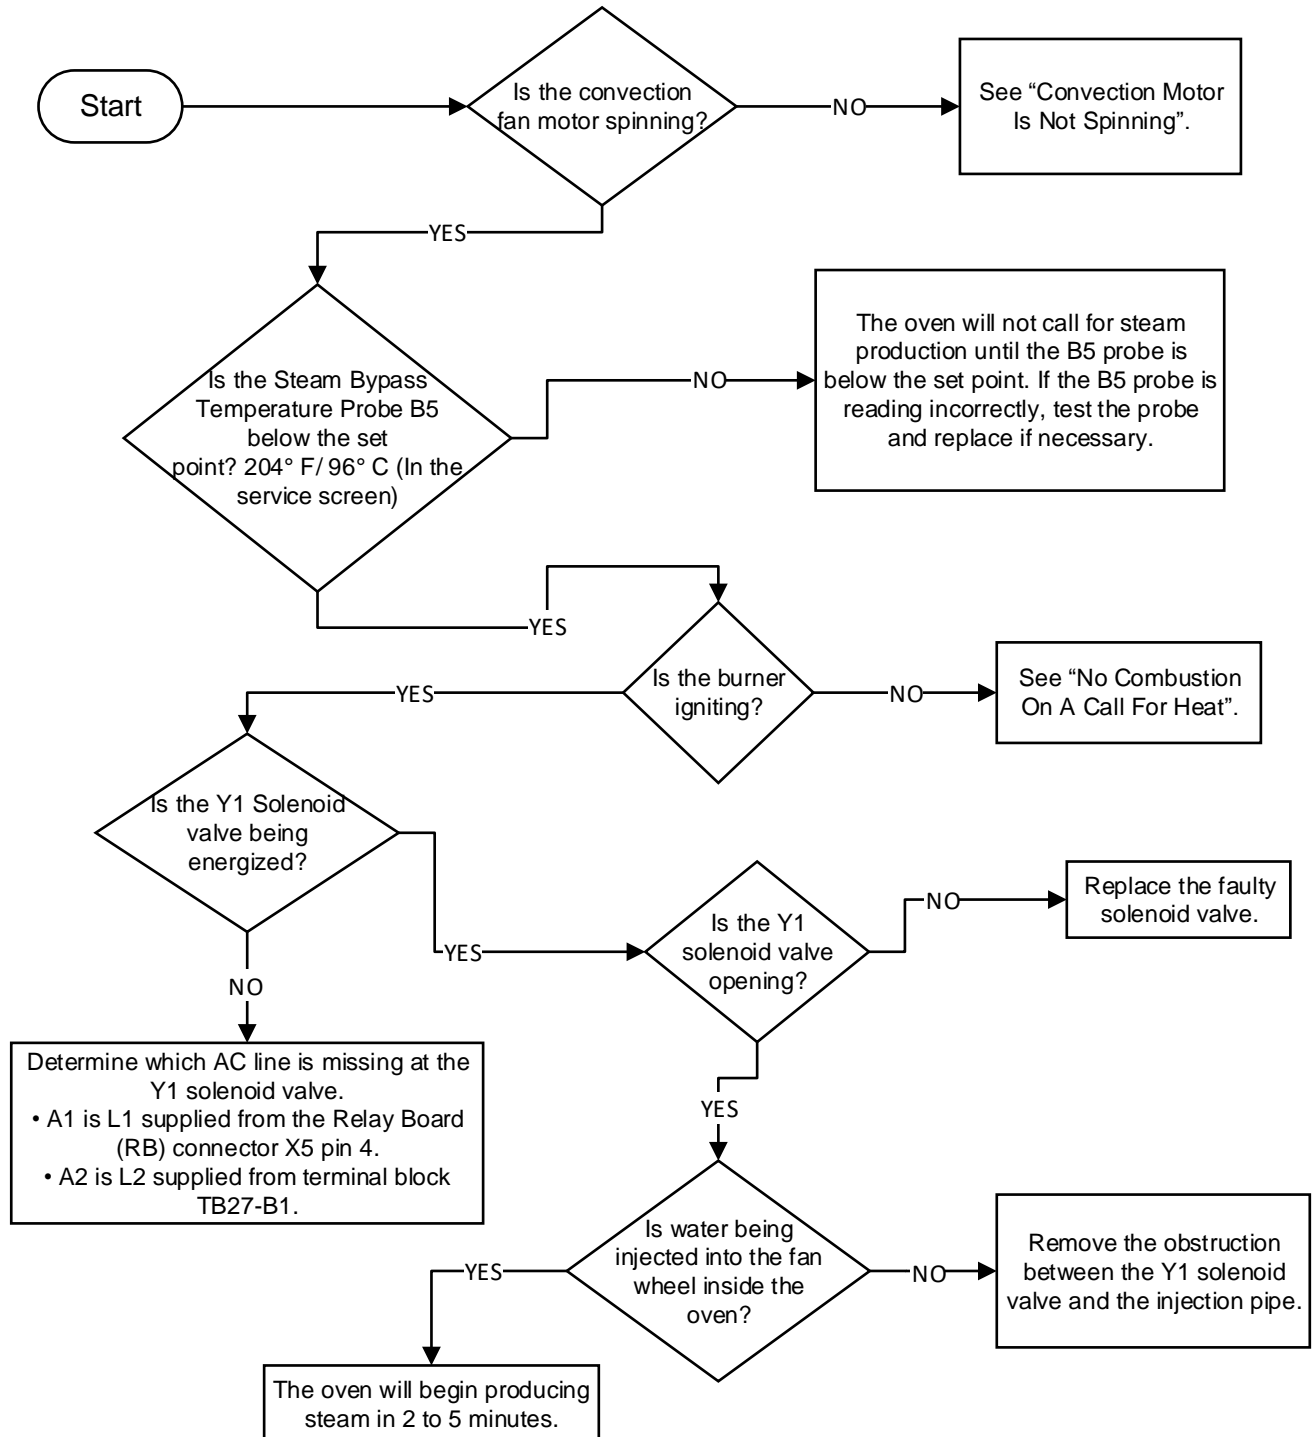 Start
Is the convection
fan motor spinning?
NO
See “Convection Motor
Is Not Spinning”.
YES
Is the Steam Bypass
Temperature Probe B5
below the set
point? 204° F/ 96° C (In the
service screen)
NO
The oven will not call for steam
production until the B5 probe is
below the set point. If the B5 probe is
reading incorrectly, test the probe
and replace if necessary.
YES
Is the burner
igniting?
NO
See “No Combustion
On A Call For Heat”.
YES
Is the Y1 Solenoid
valve being
energized?
NO
Determine which AC line is missing at the
Y1 solenoid valve.
• A1 is L1 supplied from the Relay Board
(RB) connector X5 pin 4.
• A2 is L2 supplied from terminal block
TB27-B1.
YES
Is the Y1
solenoid valve
opening?
NO
Replace the faulty
solenoid valve.
YES
Is water being
injected into the fan
wheel inside the
oven?
NO
Remove the obstruction
between the Y1 solenoid
valve and the injection pipe.
YES
The oven will begin producing
steam in 2 to 5 minutes.